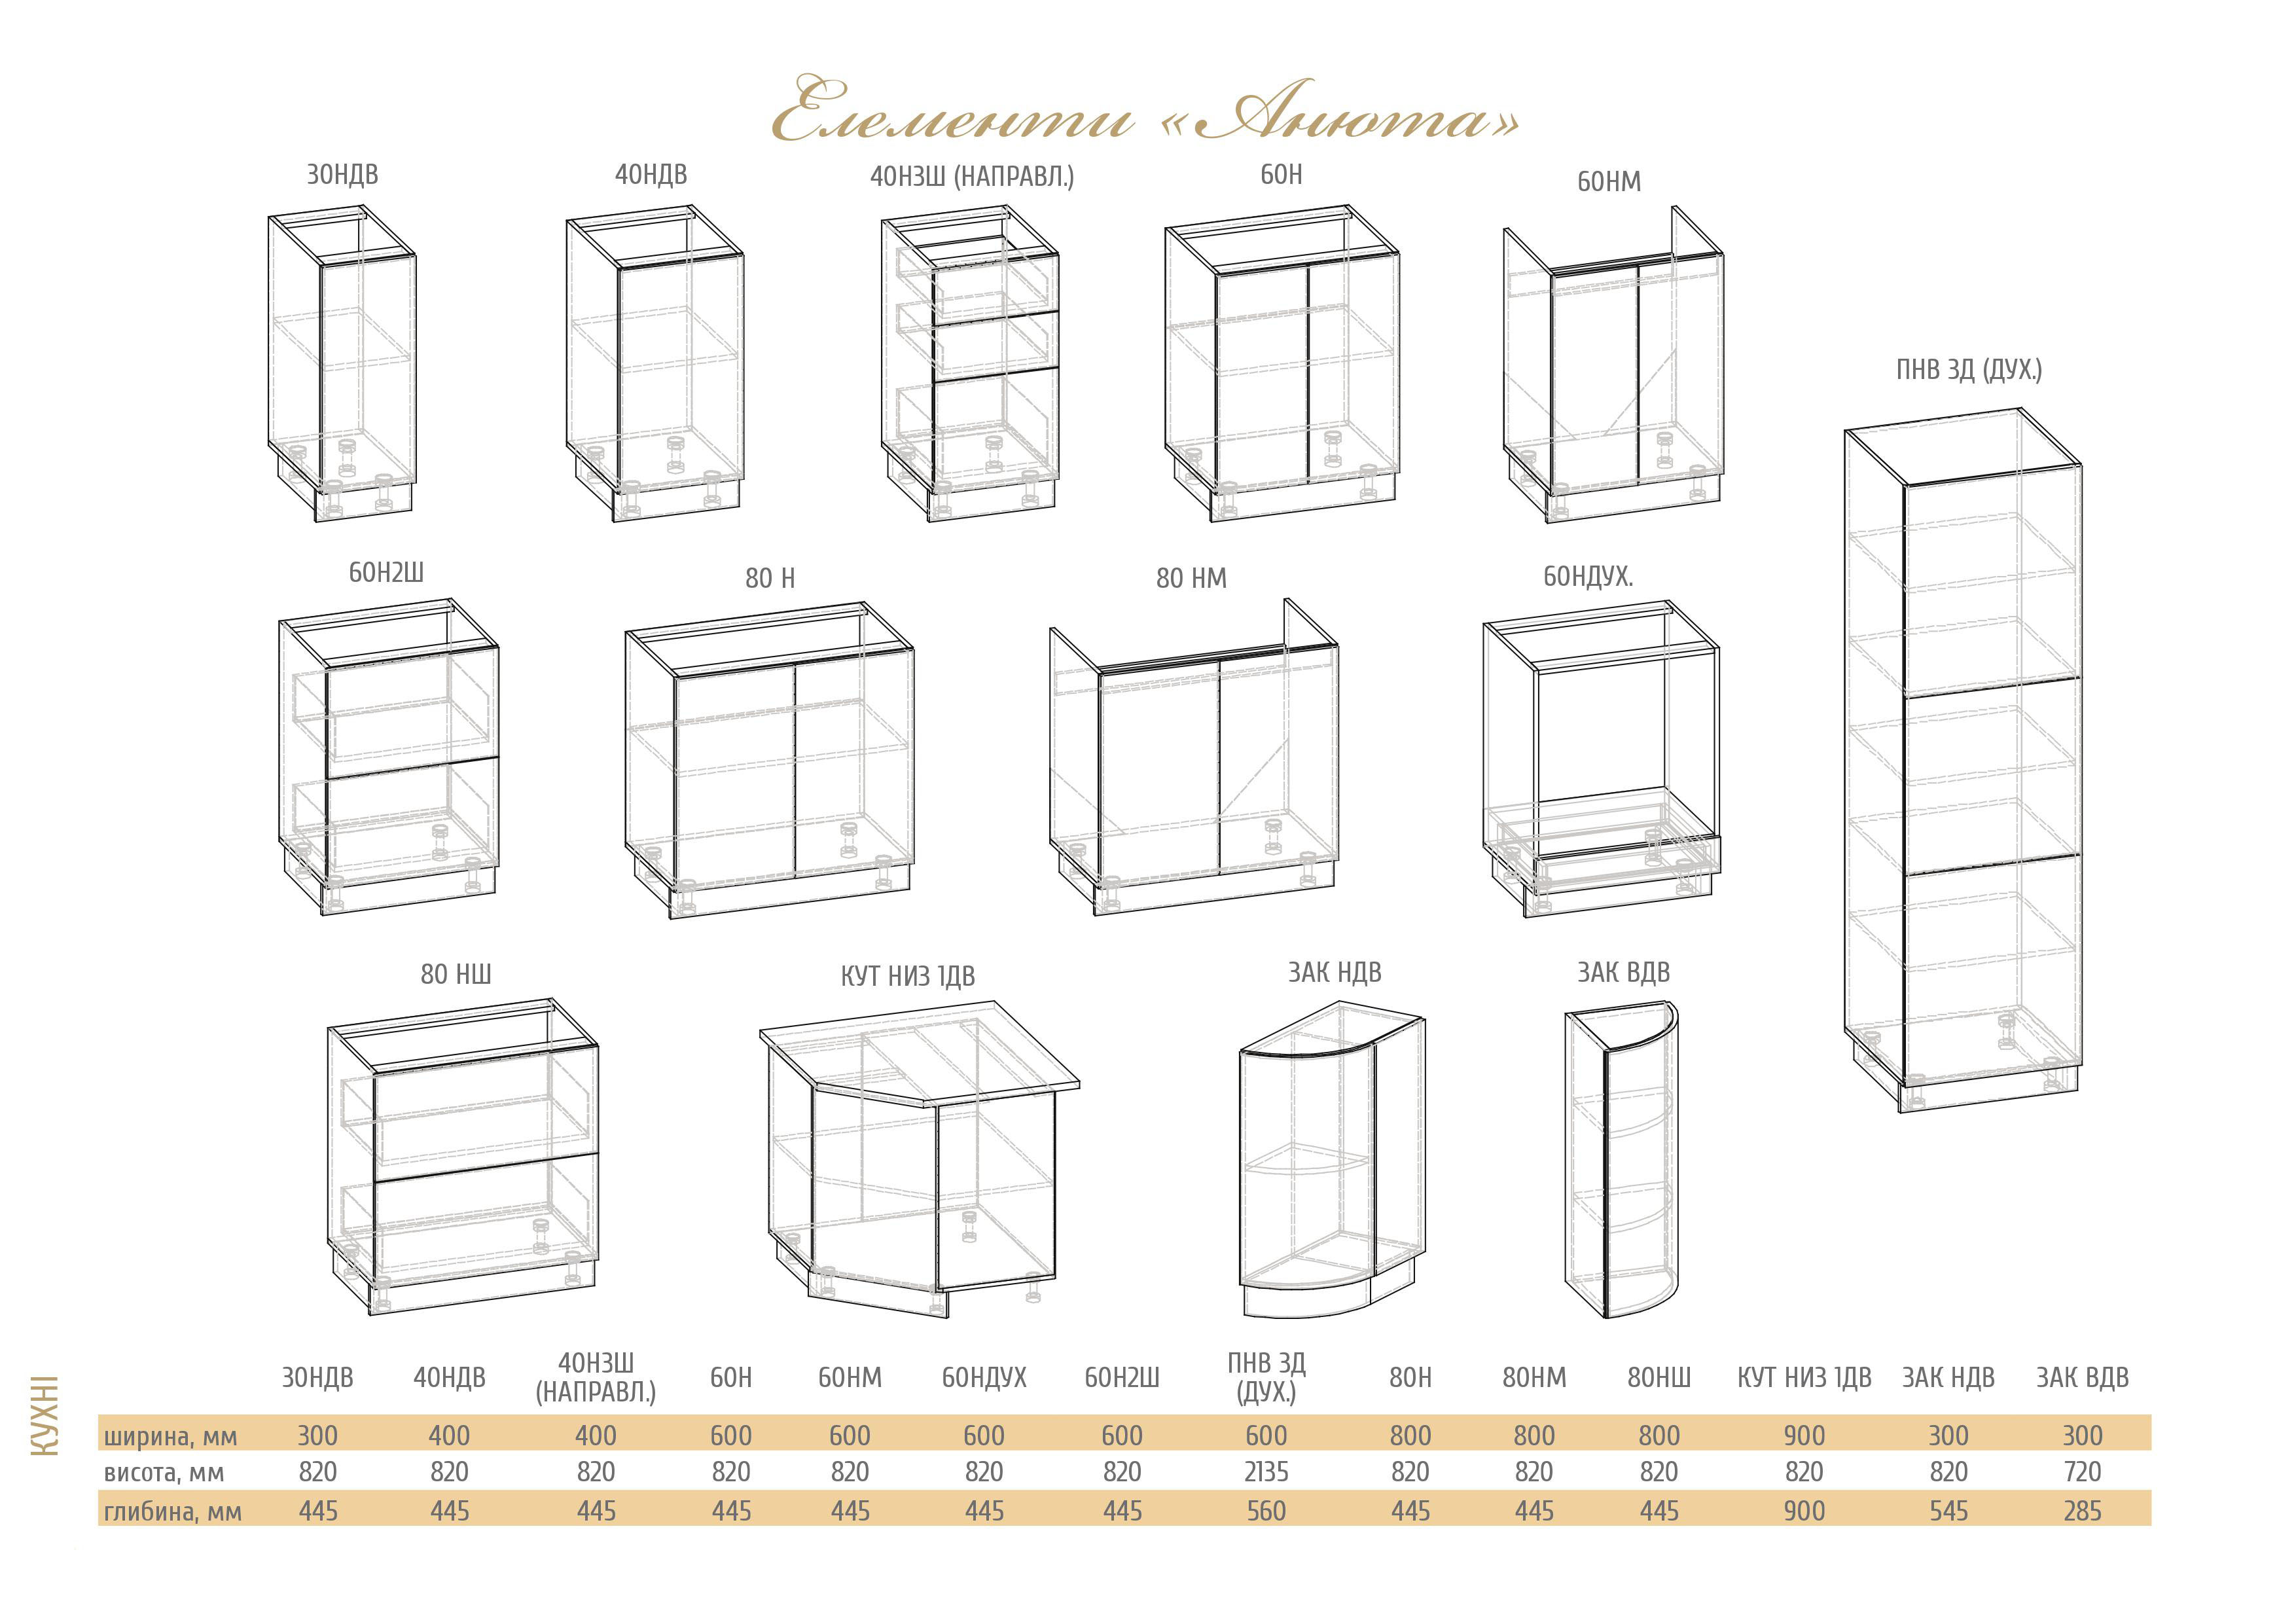 Елементи «Анюта»
30НДВ
40НДВ
40Н3Ш (НАПРАВЛ.)
60Н
60НМ
ПНВ 3Д (ДУХ.)
60Н2Ш
80 Н
80 НМ
60НДУХ.
80 НШ
КУТ НИЗ 1ДВ
ЗАК НДВ
ЗАК ВДВ
КУХНІ
30НДВ 40НДВ 40Н3Ш (НАПРАВЛ.) 60Н 60НМ 60НДУХ 60Н2Ш ПНВ 3Д (ДУХ.) 80Н 80НМ 80НШ КУТ НИЗ 1ДВ ЗАК НДВ ЗАК ВДВ
ширина, мм 300 400 400 600 600 600 600 600 800 800 800 900 300 300
висота, мм 820 820 820 820 820 820 820 2135 820 820 820 820 820 720
глибина, мм 445 445 445 445 445 445 445 560 445 445 445 900 545 285